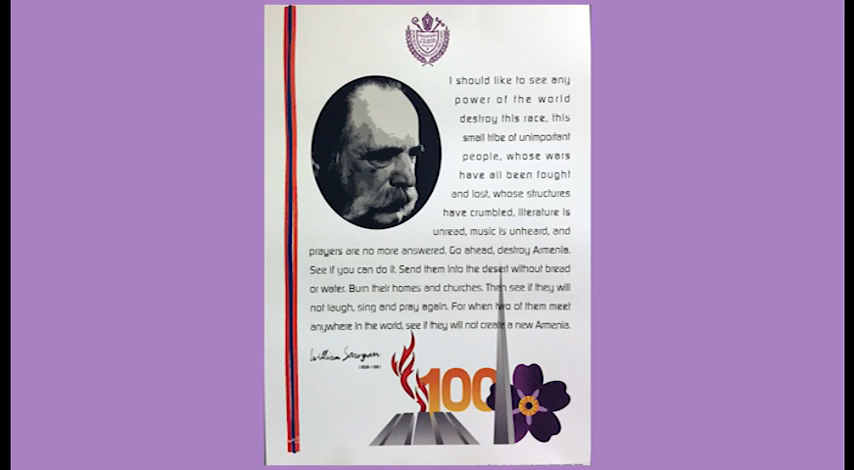 I should like to see any
power of the world
destroy this race, this
small tribe of unimportant
people, whose wars
have all been fought
and lost, whose structures
have crumbled, literature is
unread, music is unheard, and
prayers are no more answered. Go ahead, destroy Armenia.
See if you can do it. Send them into the desert without bread
or water. Burn their homes and churches. Then see if they will
not laugh, sing and pray again. For when two of them meet
anywhere in the world, see if they will not create a new Armenia.
William Saroyan
1908-1981
100